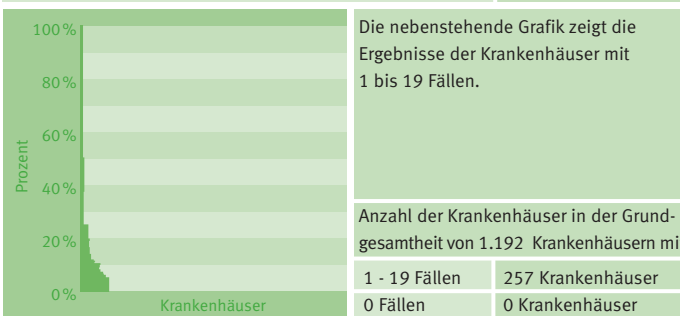 100 %
80 %
60 %
40 %
20 %
0 %
Prozent
Krankenhäuser
Die nebenstehende Grafik zeigt die
Ergebnisse der Krankenhäuser mit
1 bis 19 Fällen.
Anzahl der Krankenhäuser in der Grund-
gesamtheit von 1.192 Krankenhäusern mi
1 - 19 Fällen 257 Krankenhäuser
0 Fällen 0 Krankenhäuser